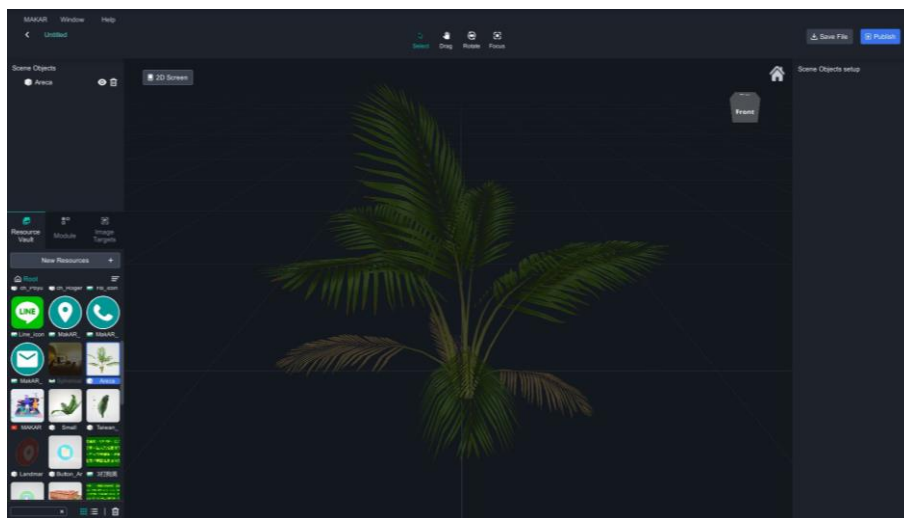 MAKAR Window Help
Untitled
Select Drag Rotate Focus
Save File
Publish
Scene Objects
Areca
2D Screen
Front
Scene Objects setup
Resource Vault
Module
Image Targets
New Resources +
Root
LINE
Line_icon MakAR_ MakAR_
MakAR_ Areca
MAKAR Small Taiwan_
Landmar Button_Ar